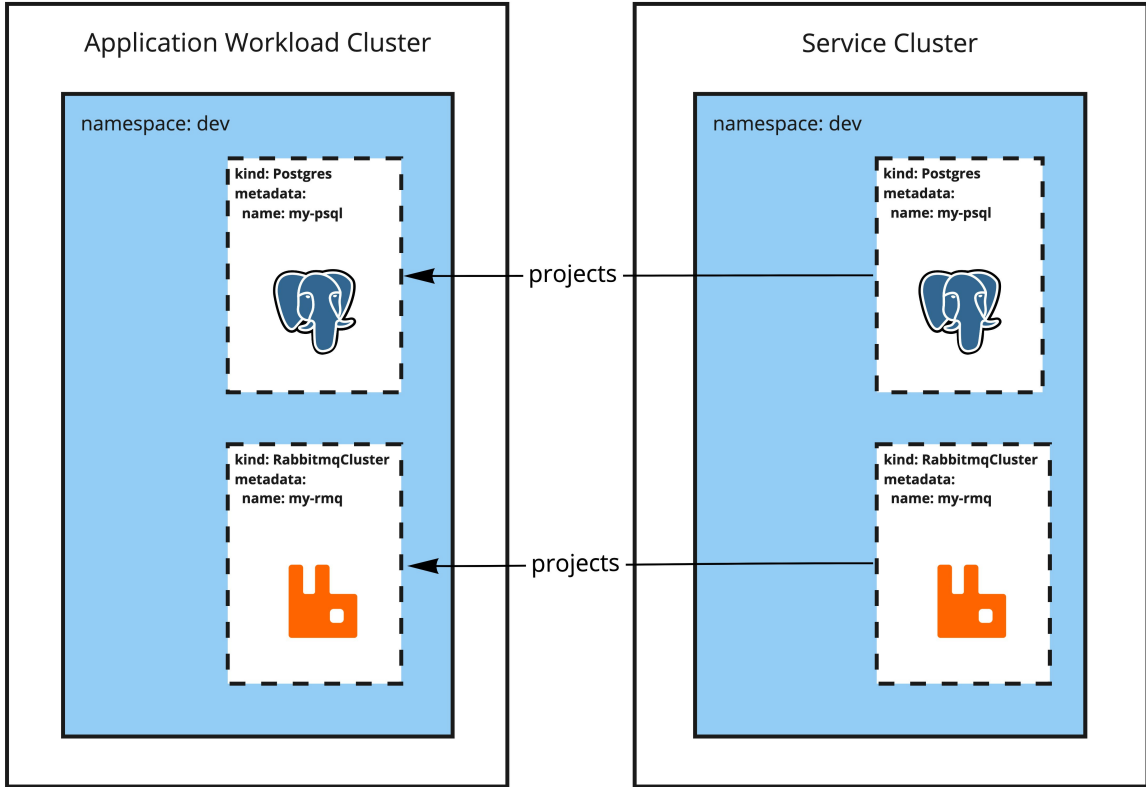 Application Workload Cluster
namespace: dev
kind: Postgres
metadata:
name: my-psql
kind: RabbitmqCluster
metadata:
name: my-rmq
projects
projects
Service Cluster
namespace: dev
kind: Postgres
metadata:
name: my-psql
kind: RabbitmqCluster
metadata:
name: my-rmq